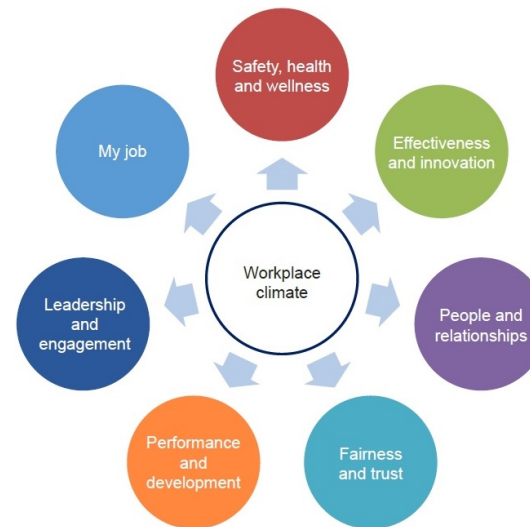 Safety, health
and wellness
Effectiveness
and innovation
People and
relationships
Fairness
and trust
Performance
and
development
Leadership
and
engagement
My job
Workplace
climate